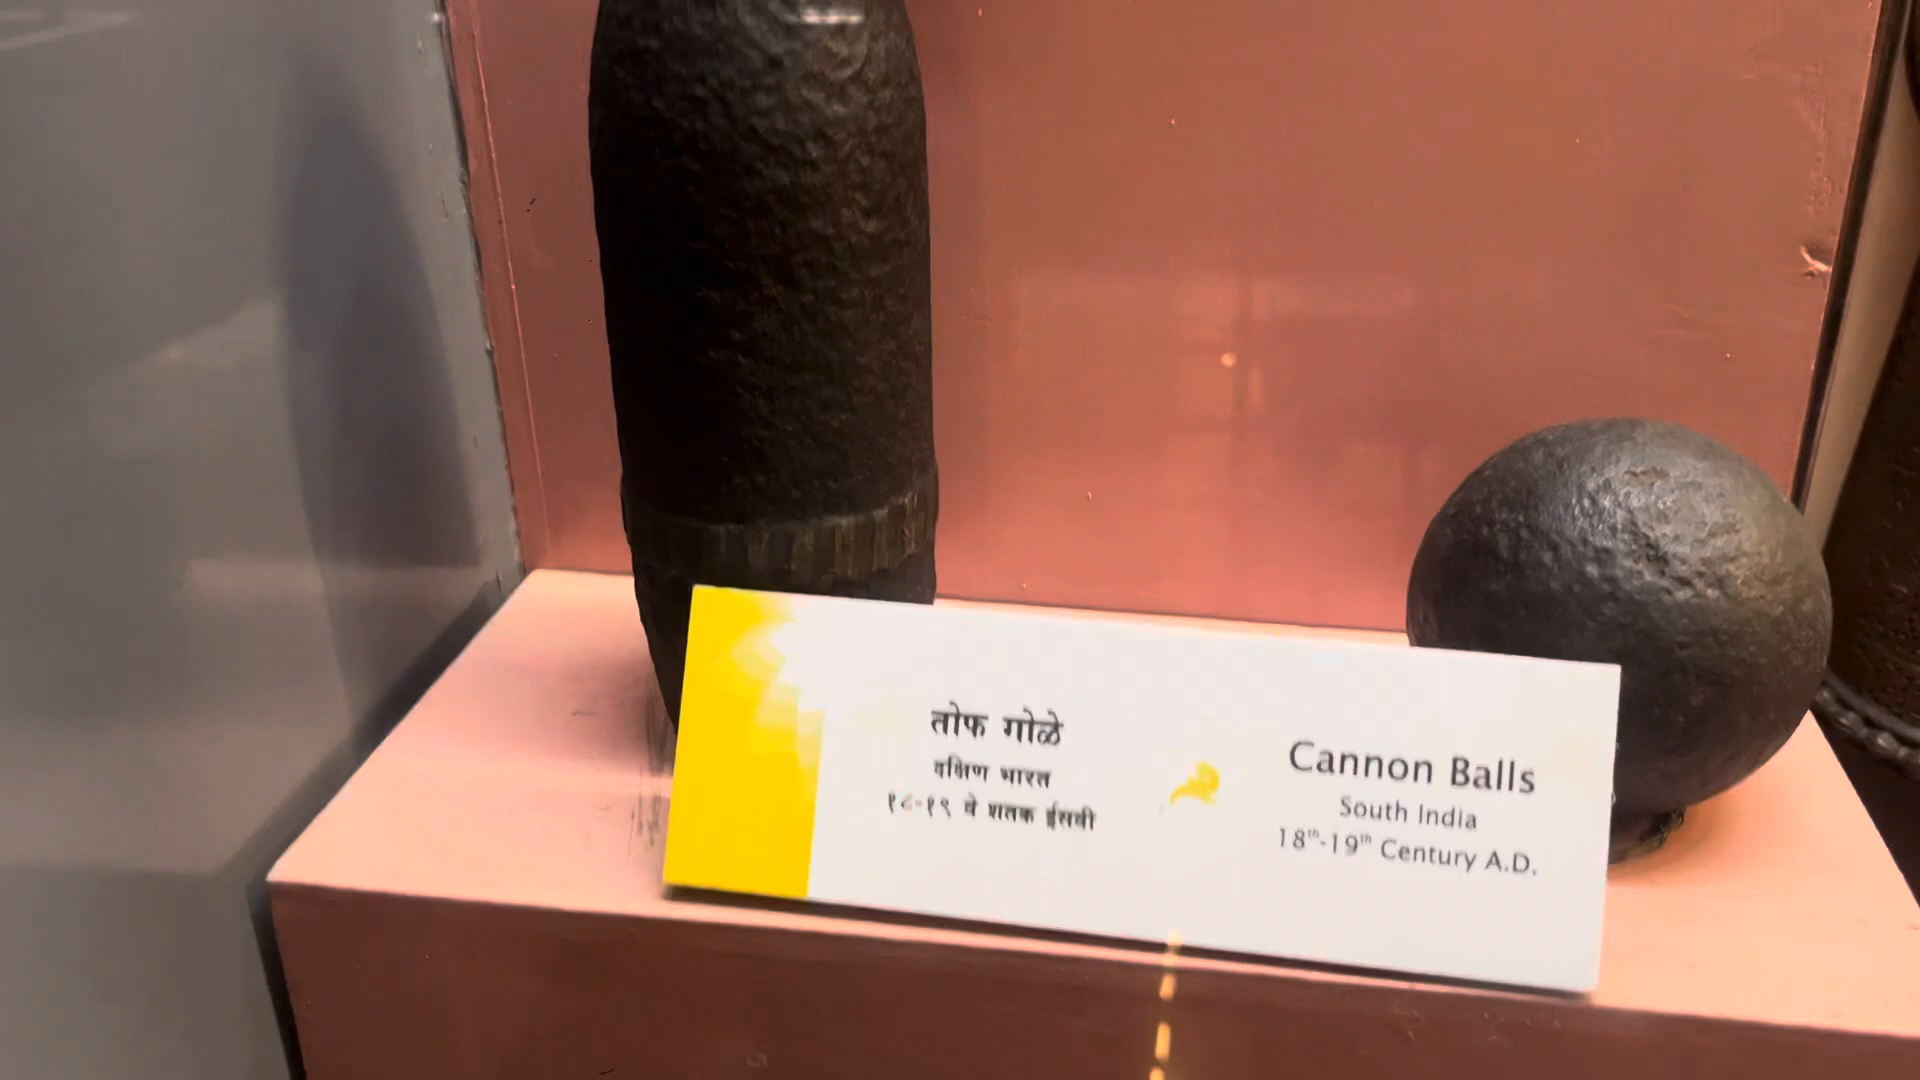 तोफ गोळे
दक्षिण भारत
१८-१९ वे शतक ईसवी
Cannon Balls
South India
18th-19th Century A.D.